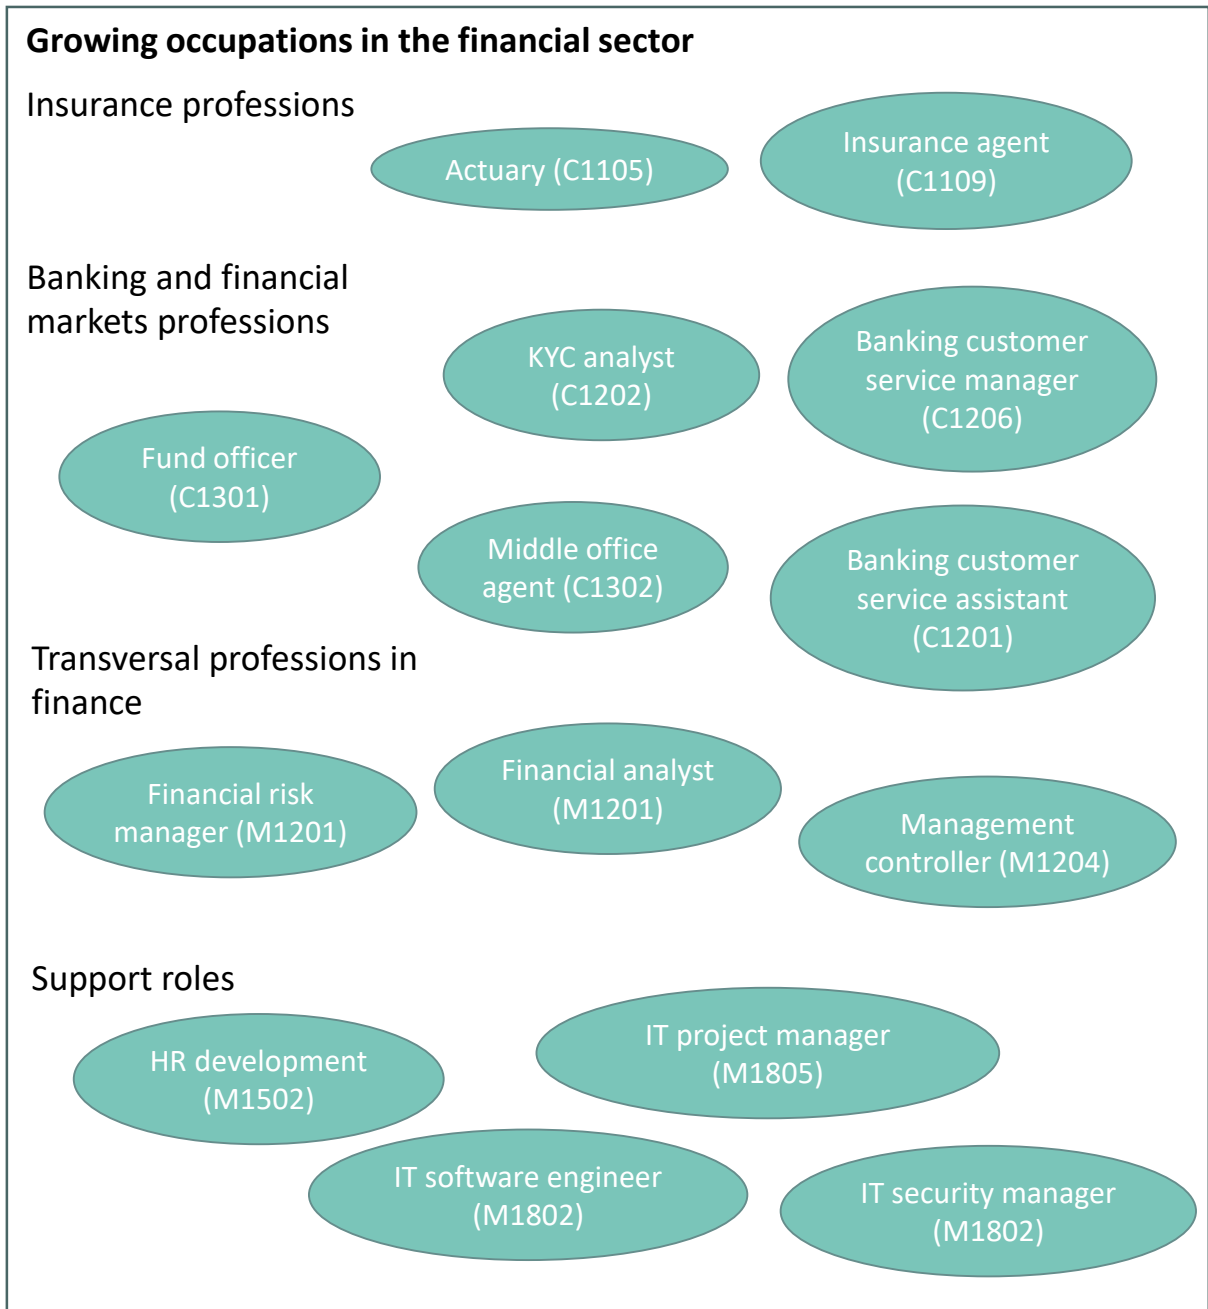 Growing occupations in the financial sector
Insurance professions
Actuary (C1105)
Insurance agent
(C1109)
Banking and financial
markets professions
KYC analyst
(C1202)
Banking customer
service manager
(C1206)
Fund officer
(C1301)
Middle office
agent (C1302)
Banking customer
service assistant
(C1201)
Transversal professions in
finance
Financial risk
manager (M1201)
Financial analyst
(M1201)
Management
controller (M1204)
Support roles
HR development
(M1502)
IT project manager
(M1805)
IT software engineer
(M1802)
IT security manager
(M1802)